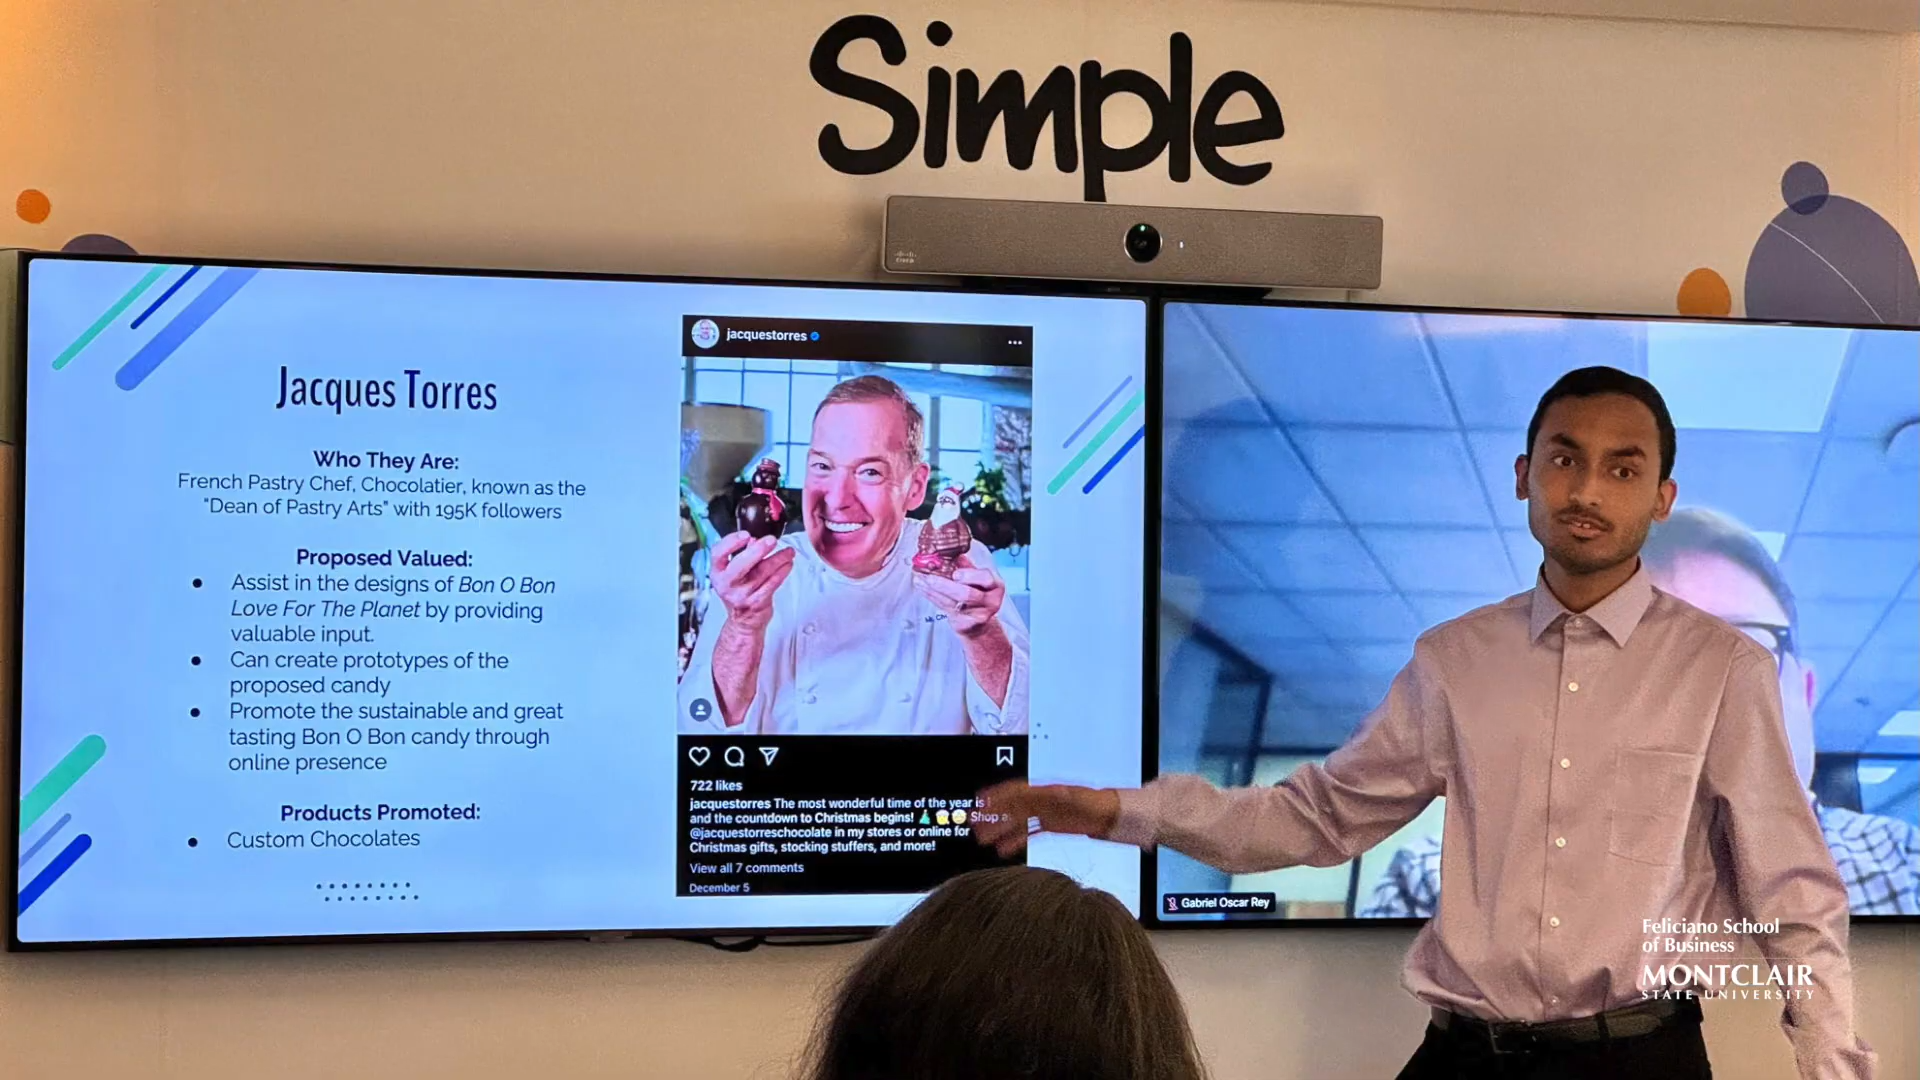 Simple
cisco
Jacques Torres
Who They Are:
French Pastry Chef, Chocolatier, known as the
"Dean of Pastry Arts" with 195K followers
Proposed Valued:
Assist in the designs of Bon O Bon
Love For The Planet by providing
valuable input.
Can create prototypes of the
proposed candy
Promote the sustainable and great
tasting Bon O Bon candy through
online presence
Products Promoted:
Custom Chocolates
jacquestorres
722 likes
jacquestorres The most wonderful time of the year is
and the countdown to Christmas begins! 🎄 Shop
@jacquestorreschocolate in my stores or online for
Christmas gifts, stocking stuffers, and more!
View all 7 comments
December 5
Gabriel Oscar Rey
Feliciano School
of Business
MONTCLAIR
STATE UNIVERSITY